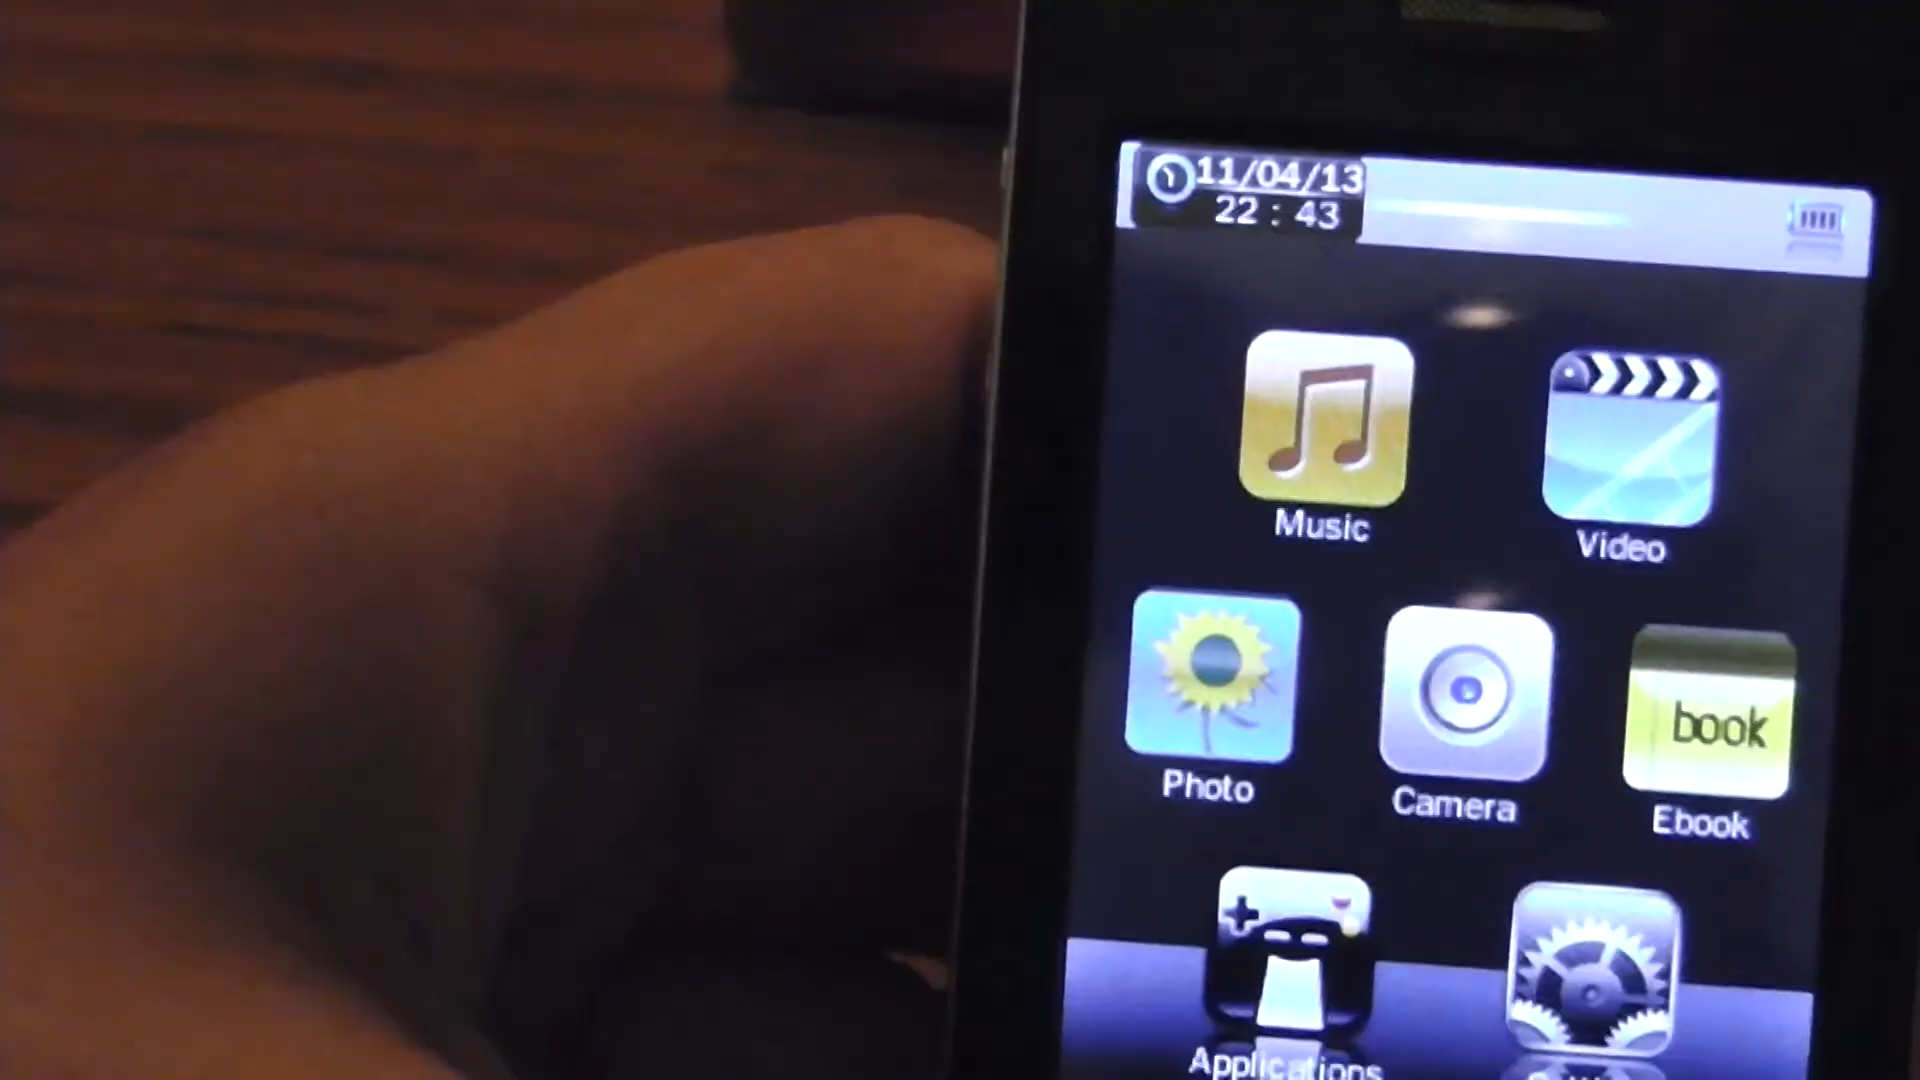 11/04/13
22 : 43
Music
Video
Photo
Camera
book
Ebook
Applications